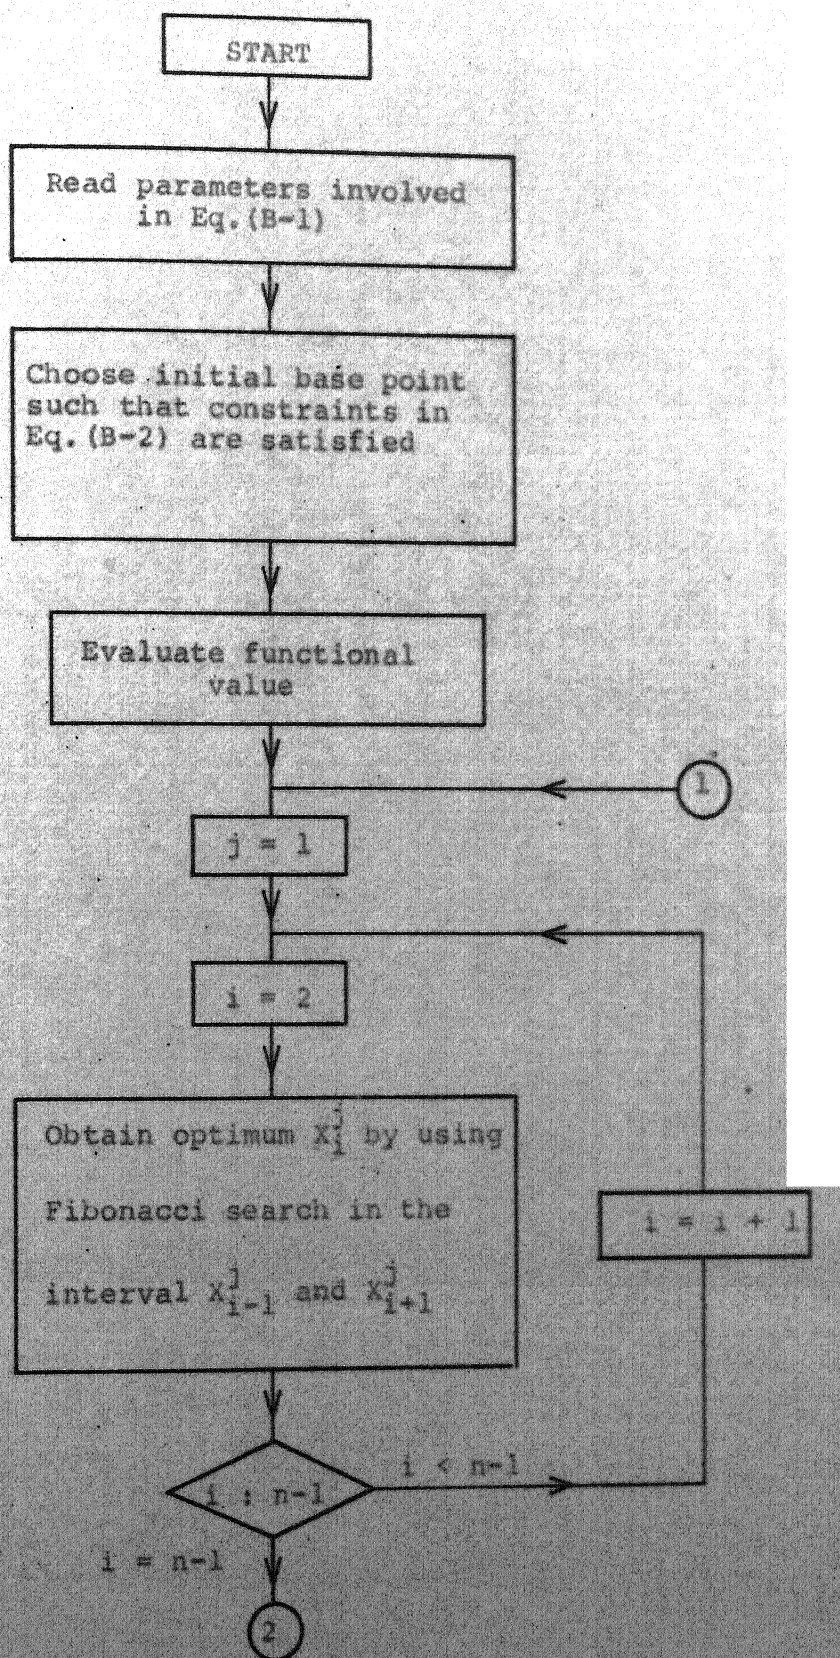 START
Read parameters involved
in Eq.(B-1)
Choose initial base point
such that constraints in
Eq.(B-2) are satisfied
Evaluate functional
value
1
j = 1
i = 2
Obtain optimum X_i^j by using
Fibonacci search in the
interval X_{i-1}^j and X_{i+1}^j
i = i + 1
i < n-1
i : n-1
i = n-1
2